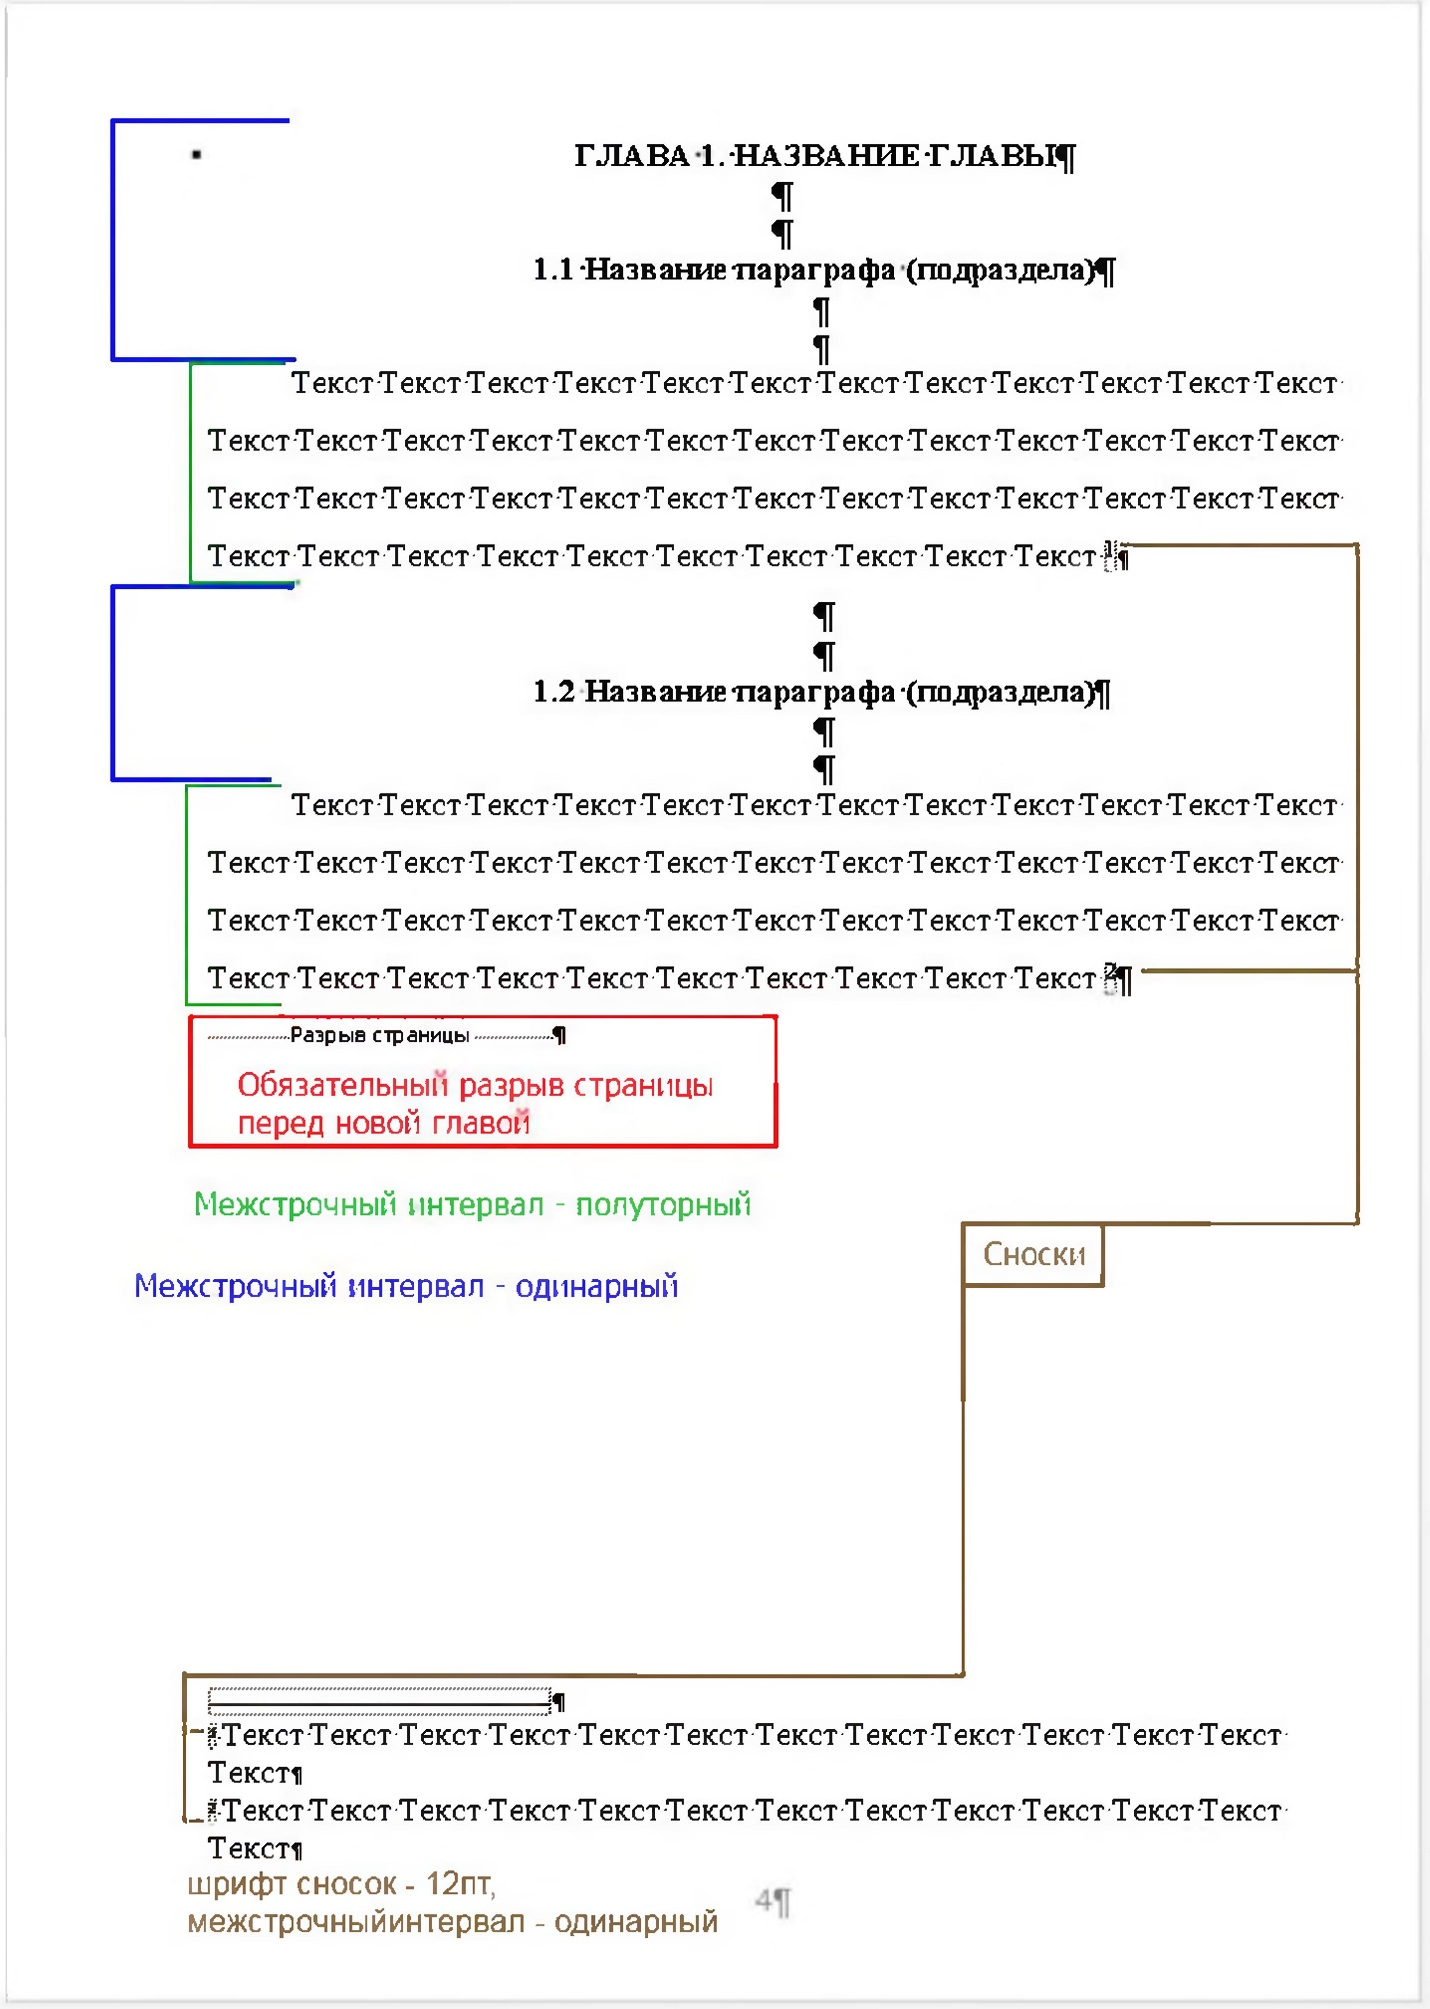 ГЛАВА·1.·НАЗВАНИЕ·ГЛАВЫ¶
¶
¶
1.1·Название·параграфа·(подраздела)¶
¶
¶
Текст·Текст·Текст·Текст·Текст·Текст·Текст·Текст·Текст·Текст·Текст·Текст·
Текст·Текст·Текст·Текст·Текст·Текст·Текст·Текст·Текст·Текст·Текст·Текст·Текст·
Текст·Текст·Текст·Текст·Текст·Текст·Текст·Текст·Текст·Текст·Текст·Текст·Текст·
Текст·Текст·Текст·Текст·Текст·Текст·Текст·Текст·Текст·Текст·1¶
¶
¶
1.2·Название·параграфа·(подраздела)¶
¶
¶
Текст·Текст·Текст·Текст·Текст·Текст·Текст·Текст·Текст·Текст·Текст·Текст·
Текст·Текст·Текст·Текст·Текст·Текст·Текст·Текст·Текст·Текст·Текст·Текст·Текст·
Текст·Текст·Текст·Текст·Текст·Текст·Текст·Текст·Текст·Текст·Текст·Текст·Текст·
Текст·Текст·Текст·Текст·Текст·Текст·Текст·Текст·Текст·Текст·2¶
Разрыв страницы¶
Обязательный разрыв страницы
перед новой главой
Межстрочный интервал - полуторный
Сноски
Межстрочный интервал - одинарный
¶
1·Текст·Текст·Текст·Текст·Текст·Текст·Текст·Текст·Текст·Текст·Текст·Текст·
Текст¶
2·Текст·Текст·Текст·Текст·Текст·Текст·Текст·Текст·Текст·Текст·Текст·Текст·
Текст¶
шрифт сносок - 12пт,
межстрочныйинтервал - одинарный
4¶